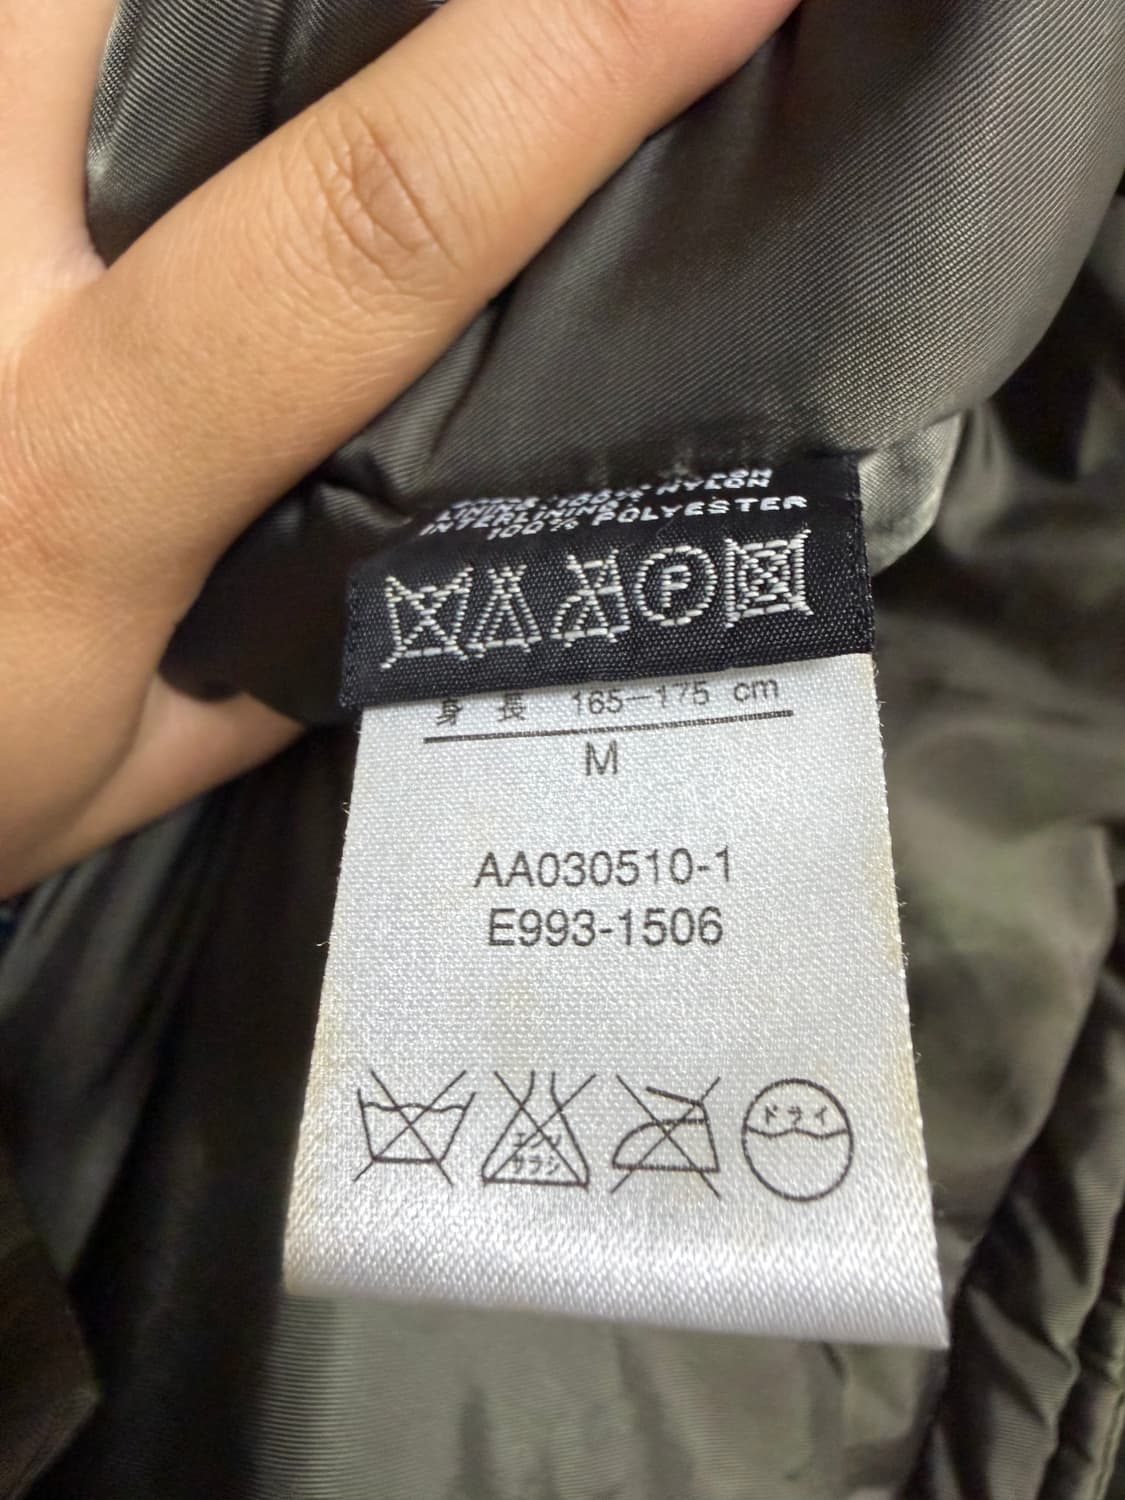 100% NYLON
INTERLINING
100% POLYESTER
P
身長 165-175 cm
M
AA030510-1
E993-1506
エンソ
サラシ
ドライ